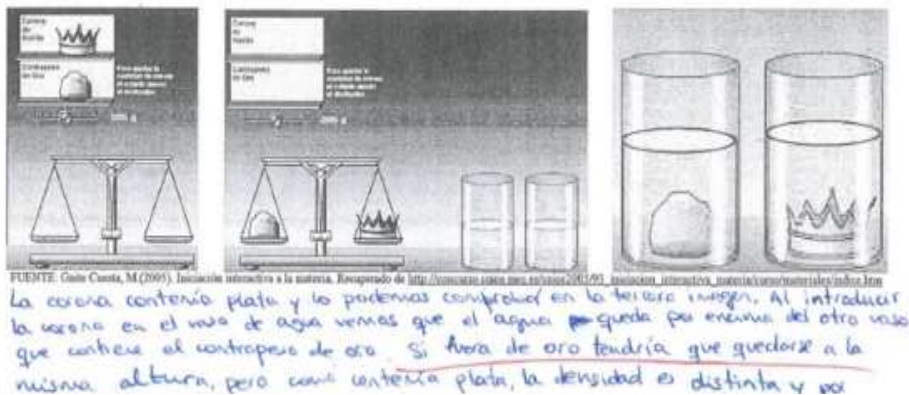 Corona
de
Hierón
Contrapeso
de Oro
Corona
de
Hierón
Contrapeso
de Oro
FUENTE: Cuesta, M.(2005). Iniciación interactiva a la materia. Recuperado de
La corona contenía plata y lo podemos comprobar en la tercera imagen. Al introducir
la corona en el vaso de agua vemos que el agua queda por encima del otro vaso
que contiene el contrapeso de oro. Si fuera de oro tendría que quedarse a la
misma altura, pero como contenía plata, la densidad es distinta y por